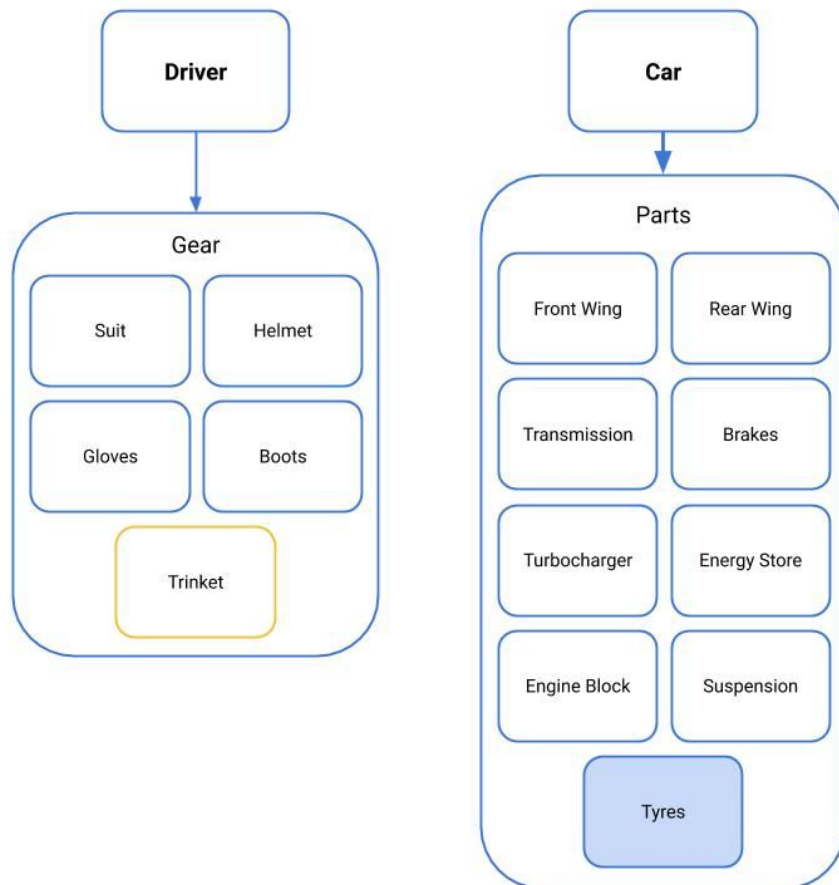 Driver
Car
Gear
Suit
Helmet
Gloves
Boots
Trinket
Parts
Front Wing
Rear Wing
Transmission
Brakes
Turbocharger
Energy Store
Engine Block
Suspension
Tyres